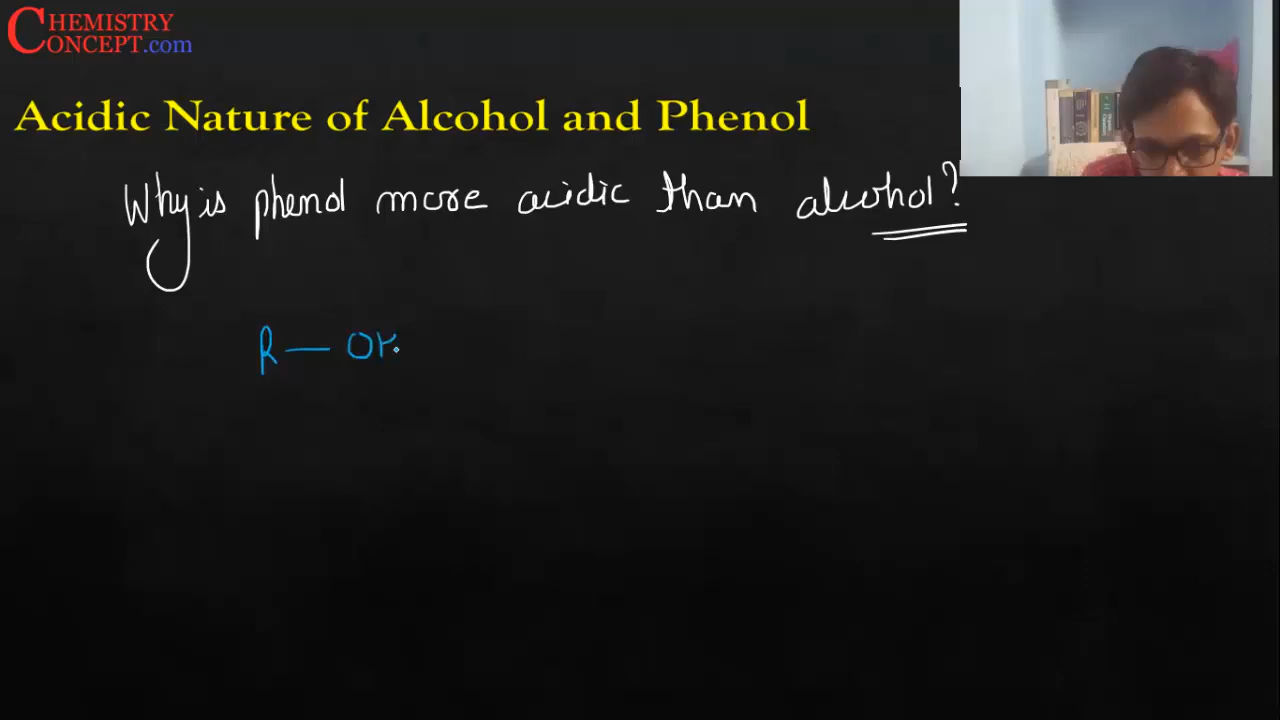 CHEMISTRY
CONCEPT.com
Acidic Nature of Alcohol and Phenol
Why is phenol more acidic than alcohol?
R — OH